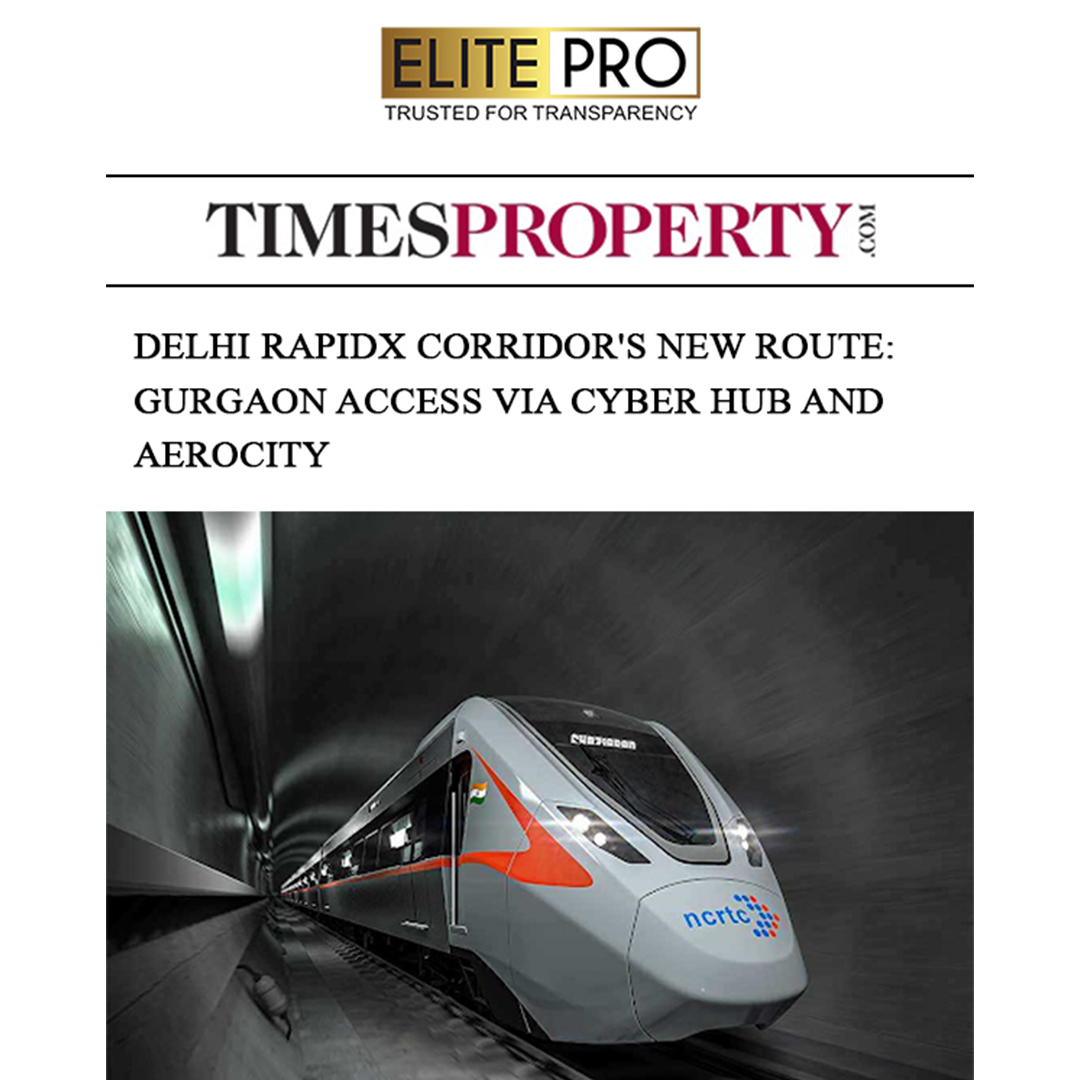 ELITE PRO
TRUSTED FOR TRANSPARENCY
TIMESPROPERTY.COM
DELHI RAPIDX CORRIDOR'S NEW ROUTE:
GURGAON ACCESS VIA CYBER HUB AND
AEROCITY
ncrtc